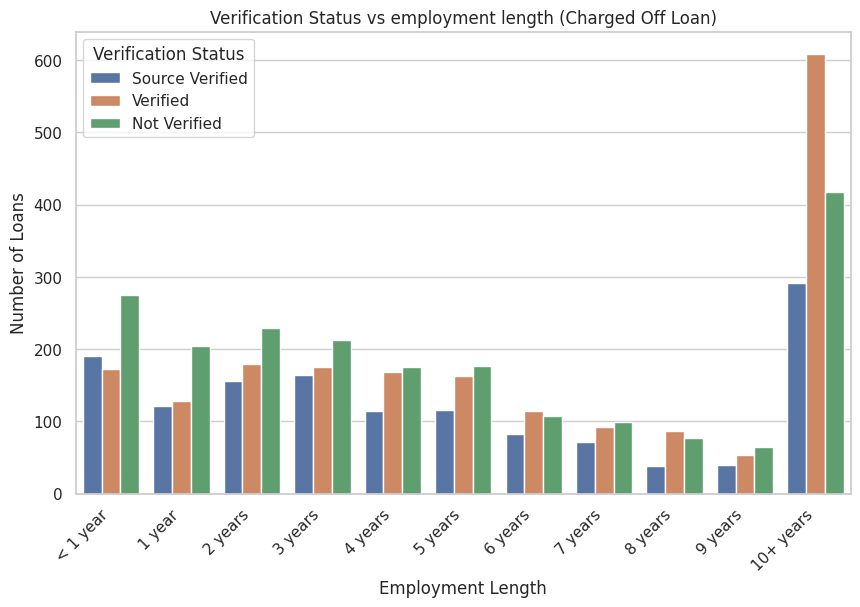 Verification Status vs employment length (Charged Off Loan)
Verification Status
Source Verified
Verified
Not Verified
Number of Loans
600
500
400
300
200
100
0
< 1 year
1 year
2 years
3 years
4 years
5 years
6 years
7 years
8 years
9 years
10+ years
Employment Length